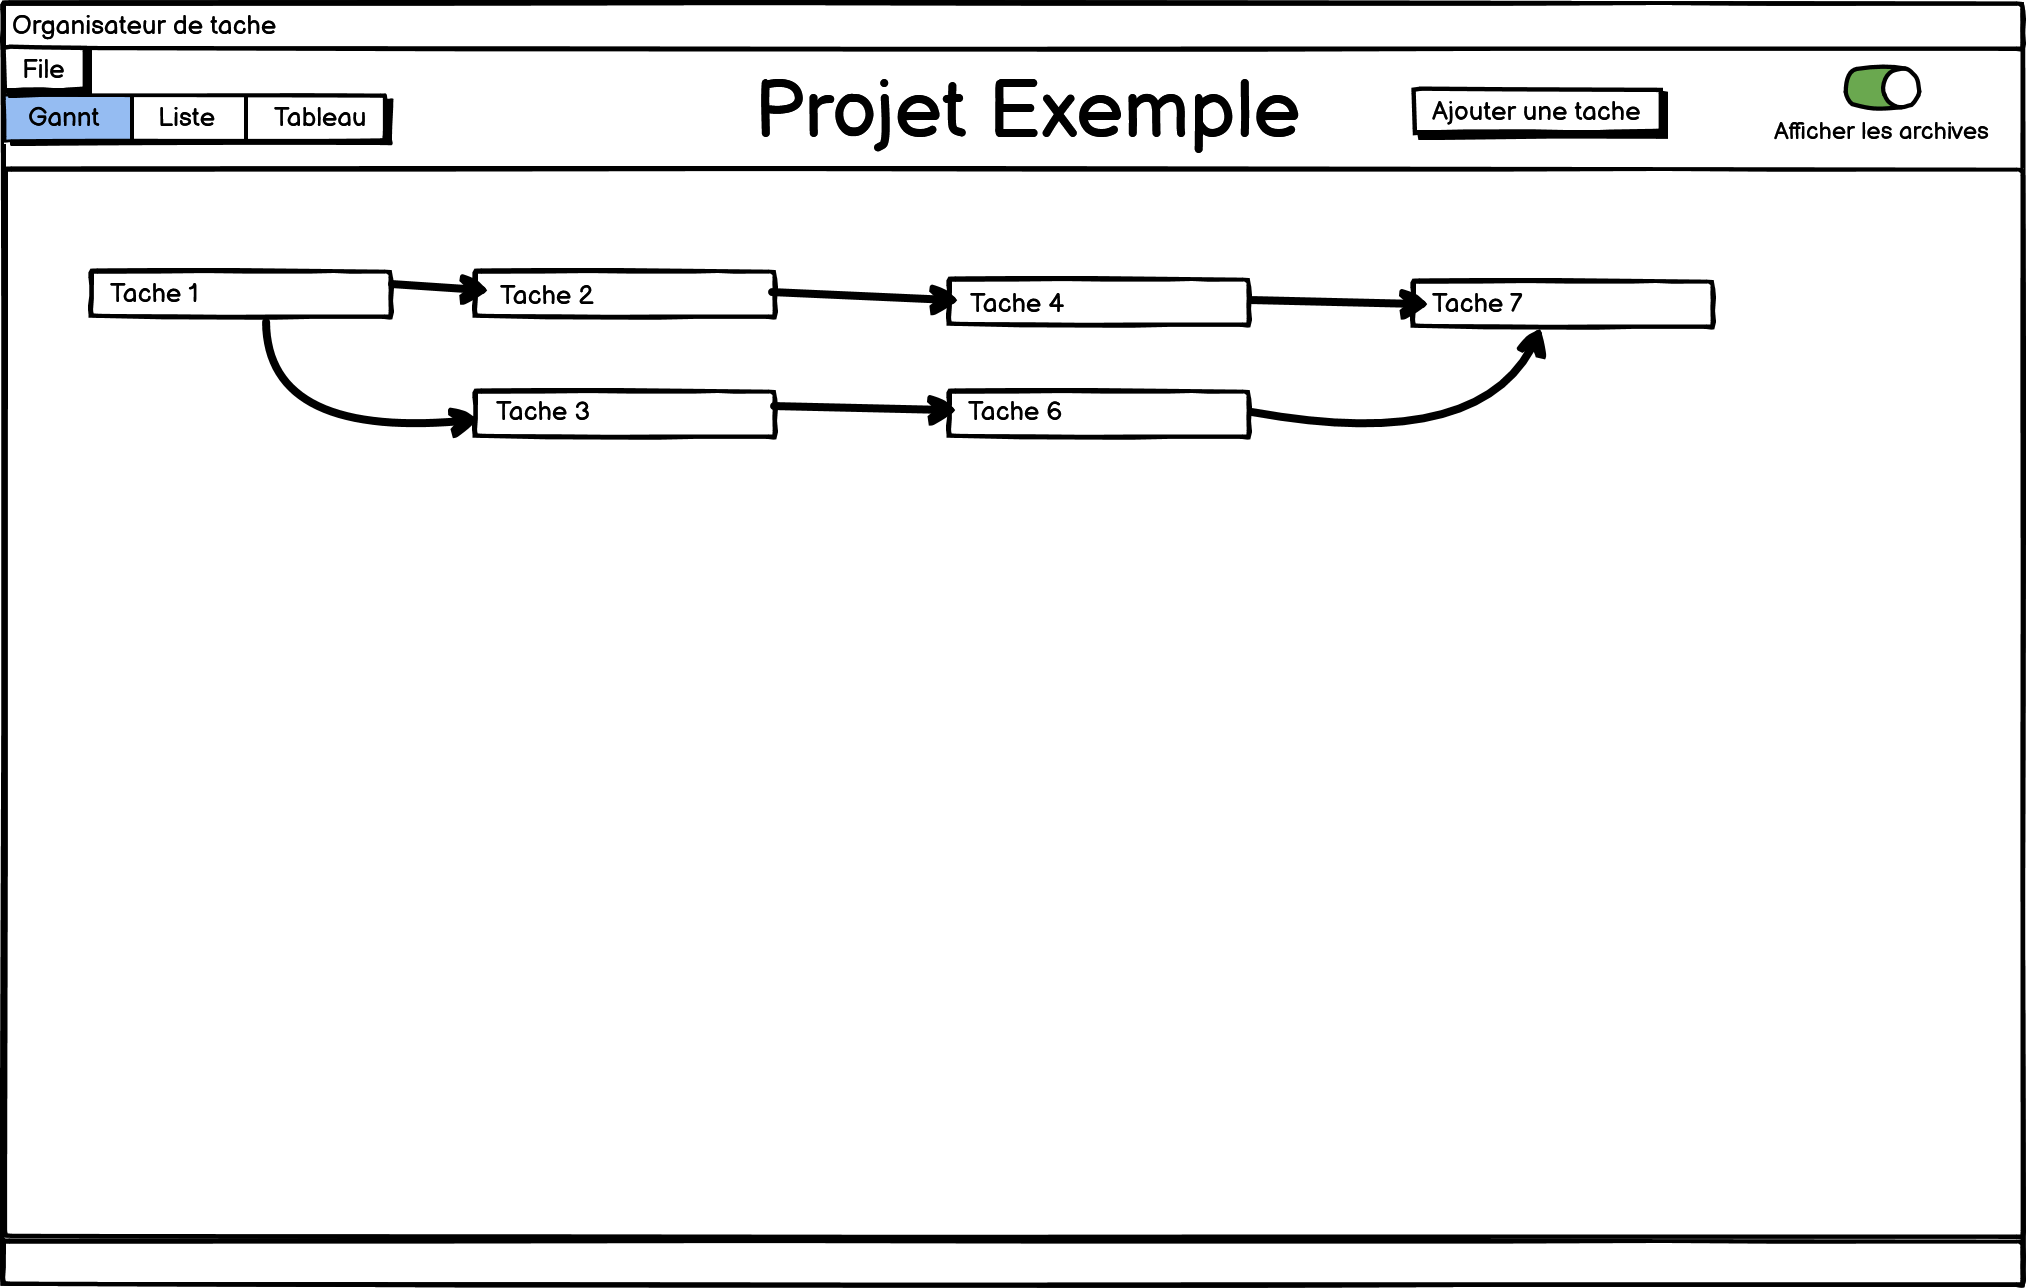 Organisateur de tache
File
Gannt Liste Tableau
Projet Exemple
Ajouter une tache
Afficher les archives
Tache 1
Tache 2
Tache 4
Tache 7
Tache 3
Tache 6